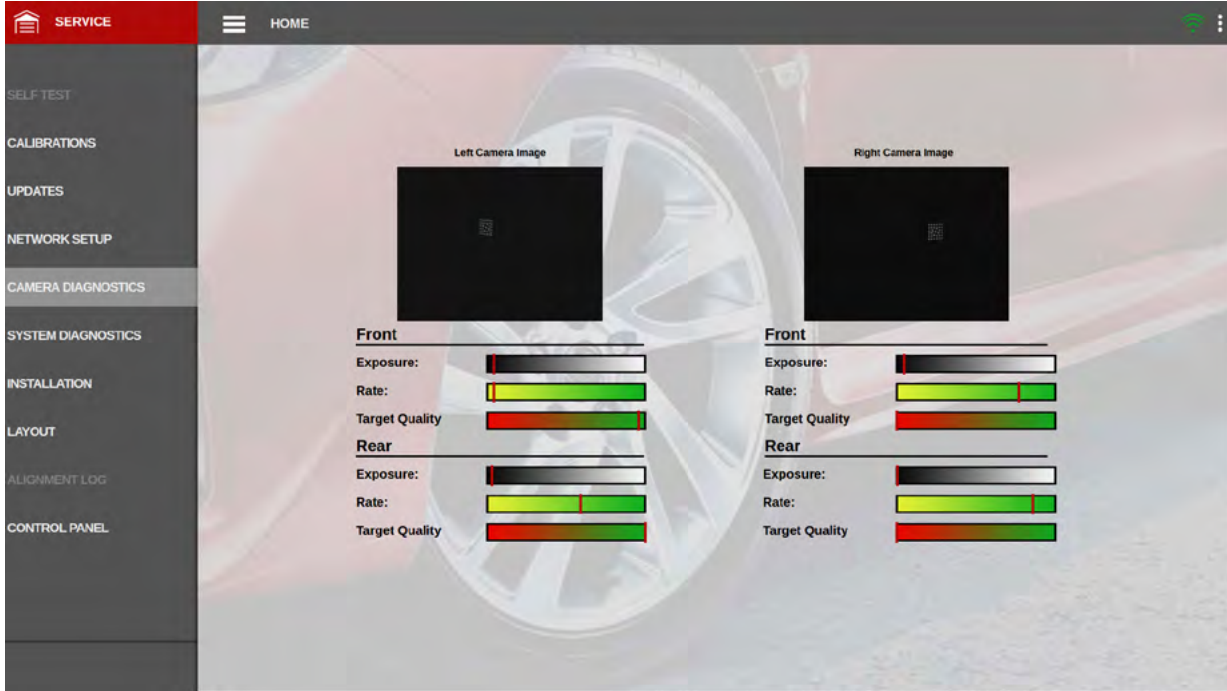 SERVICE
HOME
SELF TEST
CALIBRATIONS
UPDATES
NETWORK SETUP
CAMERA DIAGNOSTICS
SYSTEM DIAGNOSTICS
INSTALLATION
LAYOUT
ALIGNMENT LOG
CONTROL PANEL
Left Camera Image
Front
Exposure:
Rate:
Target Quality
Rear
Exposure:
Rate:
Target Quality
Right Camera Image
Front
Exposure:
Rate:
Target Quality
Rear
Exposure:
Rate:
Target Quality